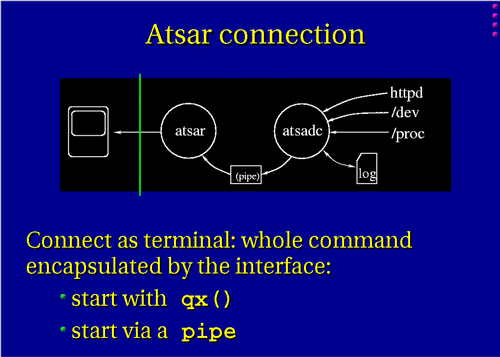 Atsar connection
httpd
/dev
/proc
atsar
atsadc
(pipe)
log
Connect as terminal: whole command
encapsulated by the interface:
start with qx()
start via a pipe